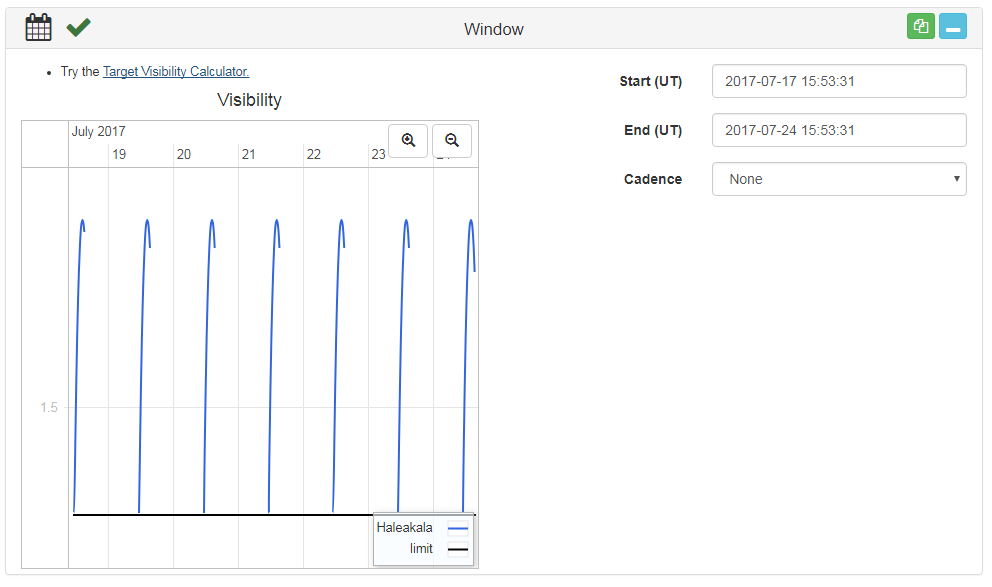 Window
Try the Target Visibility Calculator.
Visibility
July 2017
19 20 21 22 23
1.5
Haleakala
limit
Start (UT) 2017-07-17 15:53:31
End (UT) 2017-07-24 15:53:31
Cadence None